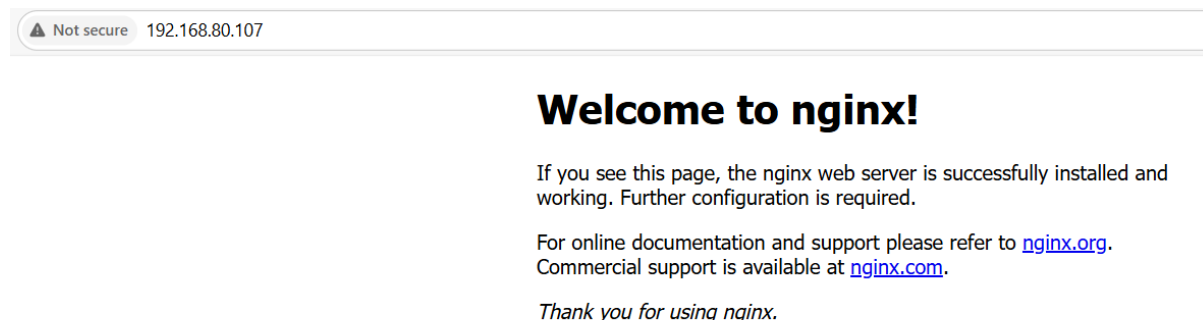 Not secure 192.168.80.107
Welcome to nginx!
If you see this page, the nginx web server is successfully installed and
working. Further configuration is required.
For online documentation and support please refer to nginx.org.
Commercial support is available at nginx.com.
Thank you for using nginx.